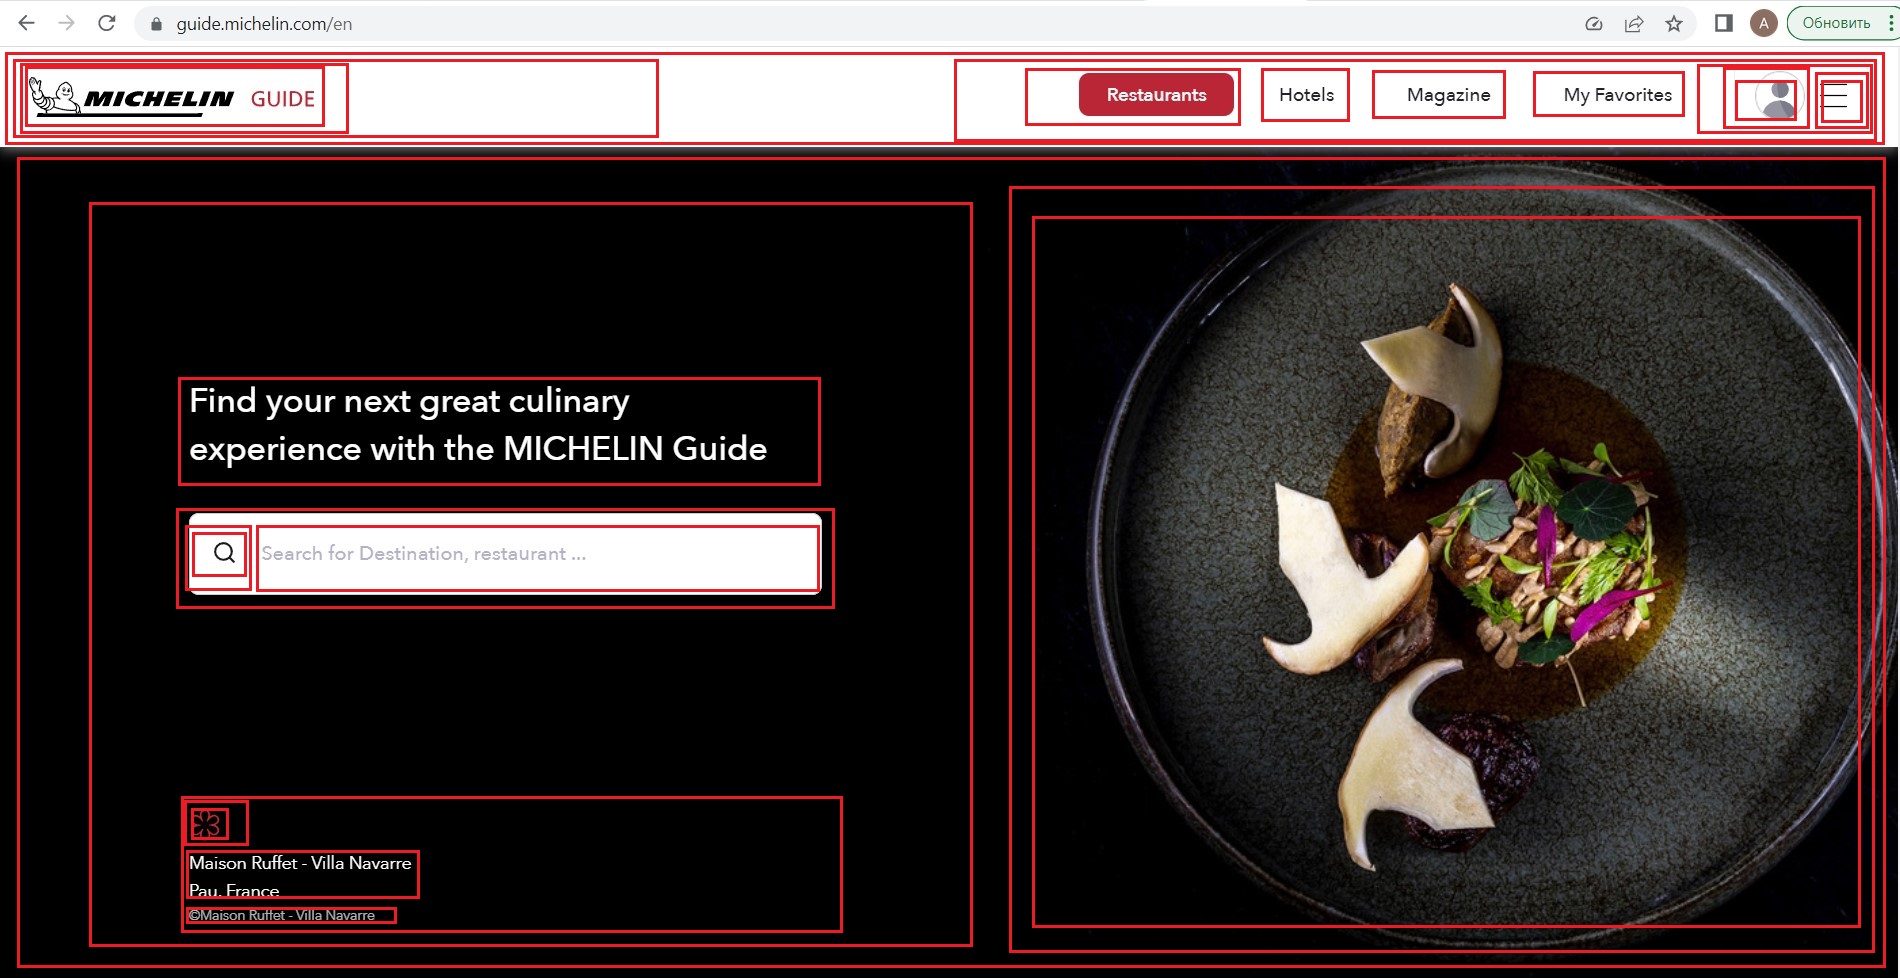 guide.michelin.com/en
A
Обновить
MICHELIN GUIDE
Restaurants
Hotels
Magazine
My Favorites
Find your next great culinary
experience with the MICHELIN Guide
Search for Destination, restaurant ...
Maison Ruffet - Villa Navarre
Pau, France
©Maison Ruffet - Villa Navarre